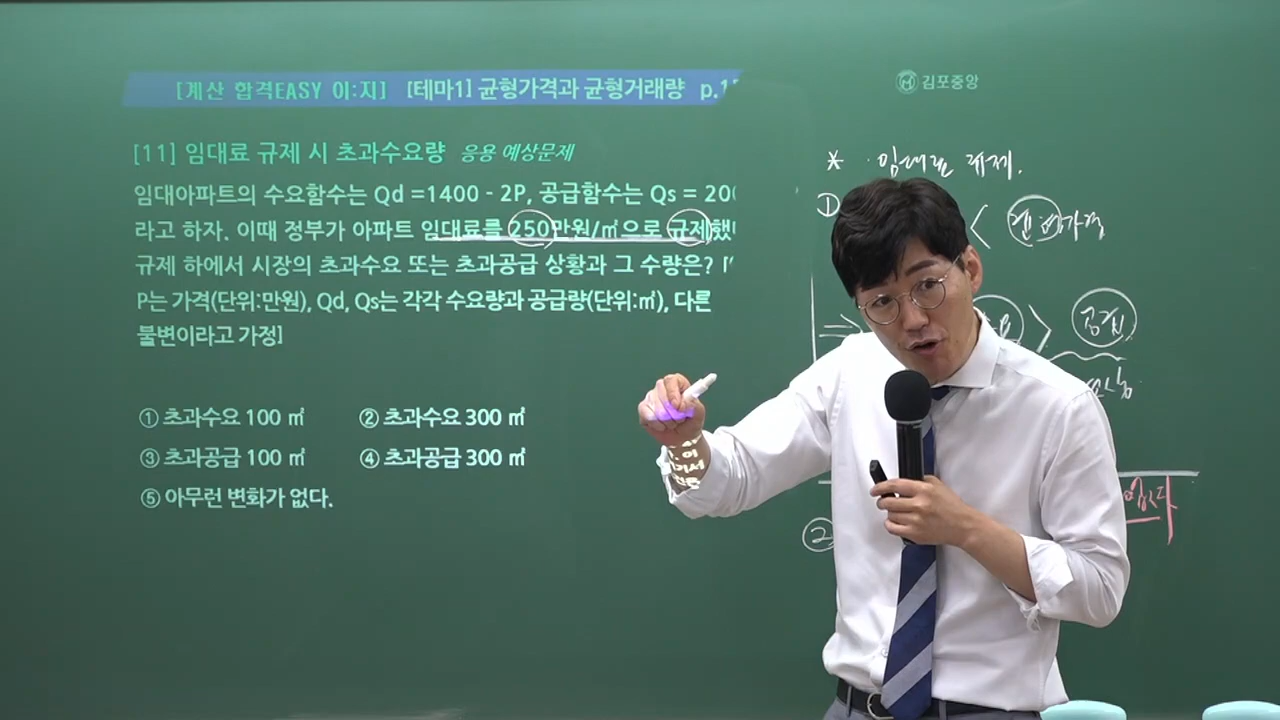 [계산 합격EASY 이:지] [테마1] 균형가격과 균형거래량 p.1
김포중앙
[11] 임대료 규제 시 초과수요량 응용 예상문제
임대아파트의 수요함수는 Qd =1400 - 2P, 공급함수는 Qs = 200
라고 하자. 이때 정부가 아파트 임대료를 250만원/㎡으로 규제했
규제 하에서 시장의 초과수요 또는 초과공급 상황과 그 수량은? [
P는 가격(단위:만원), Qd, Qs는 각각 수요량과 공급량(단위:㎡), 다른
불변이라고 가정]
① 초과수요 100 ㎡ ② 초과수요 300 ㎡
③ 초과공급 100 ㎡ ④ 초과공급 300 ㎡
⑤ 아무런 변화가 없다.
* 임대료 규제.
①
<
⇒ > 공급
②
없다